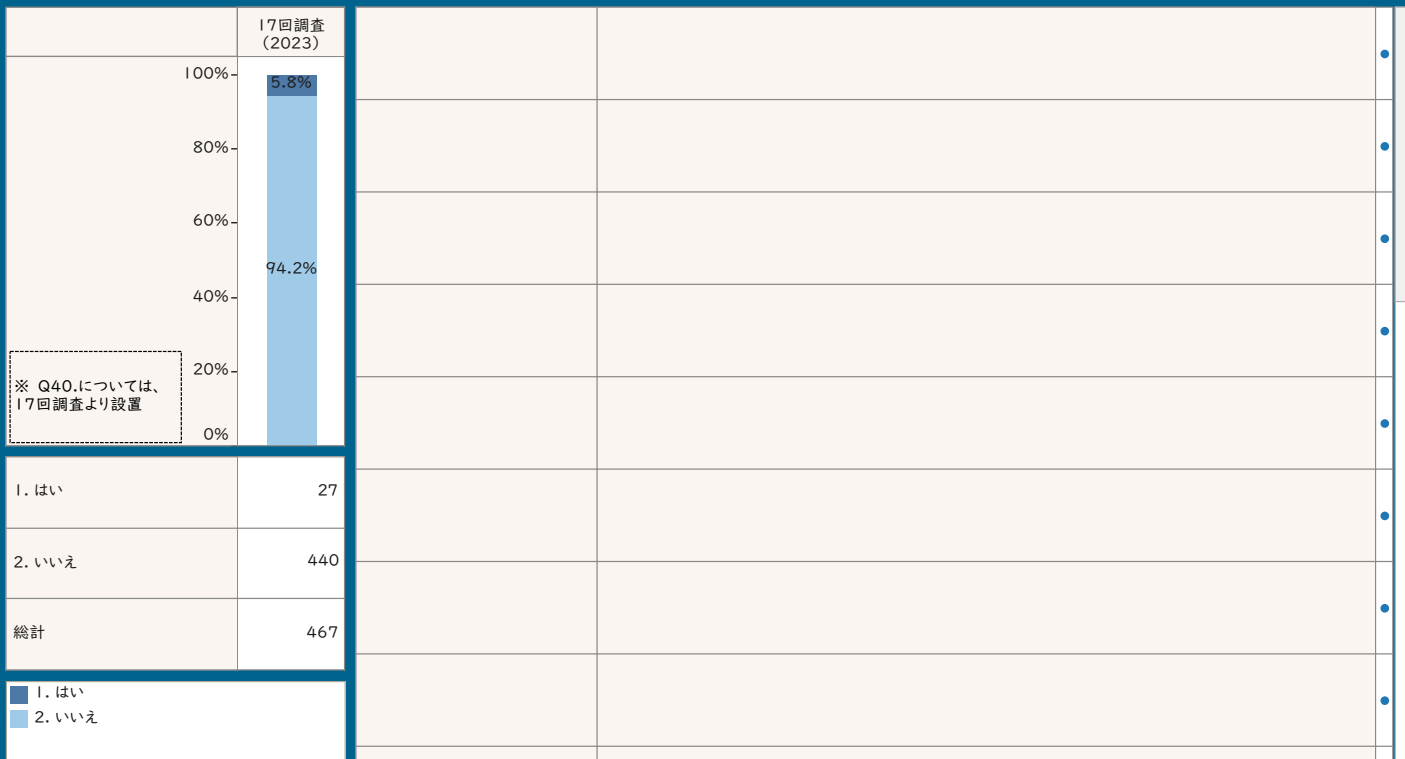 17回調査
(2023)
100%
5.8%
80%
60%
94.2%
40%
20%
※ Q40.については、
17回調査より設置
0%
1. はい
27
2. いいえ
440
総計
467
1. はい
2. いいえ